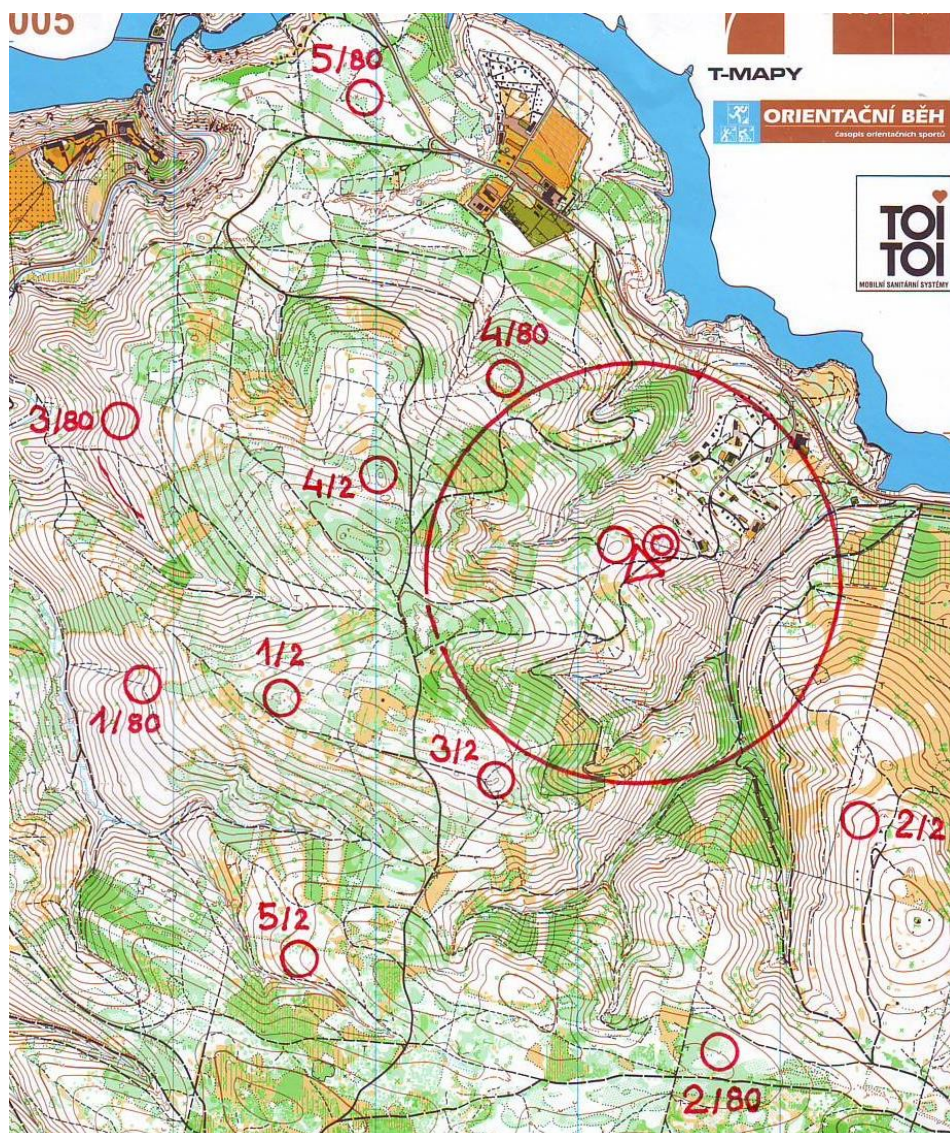 005
5/80
T-MAPY
ORIENTAČNÍ BĚH
časopis orientačních sportů
TOI
TOI
MOBILNÍ SANITÁRNÍ SYSTÉMY
4/80
3/80
4/2
1/2
1/80
3/2
2/2
5/2
2/80